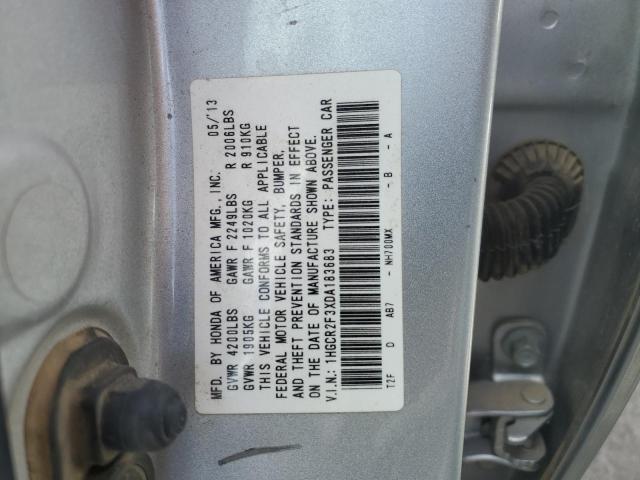 MFD. BY HONDA OF AMERICA MFG., INC. 05/'13
GVWR 4200LBS GAWR F 2249LBS R 2006LBS
GVWR 1905KG GAWR F 1020KG R 910KG
THIS VEHICLE CONFORMS TO ALL APPLICABLE
FEDERAL MOTOR VEHICLE SAFETY, BUMPER,
AND THEFT PREVENTION STANDARDS IN EFFECT
ON THE DATE OF MANUFACTURE SHOWN ABOVE.
V.I.N.: 1HGCR2F3XDA183683 TYPE: PASSENGER CAR
T2F D AB7 - NH700MX - B - A